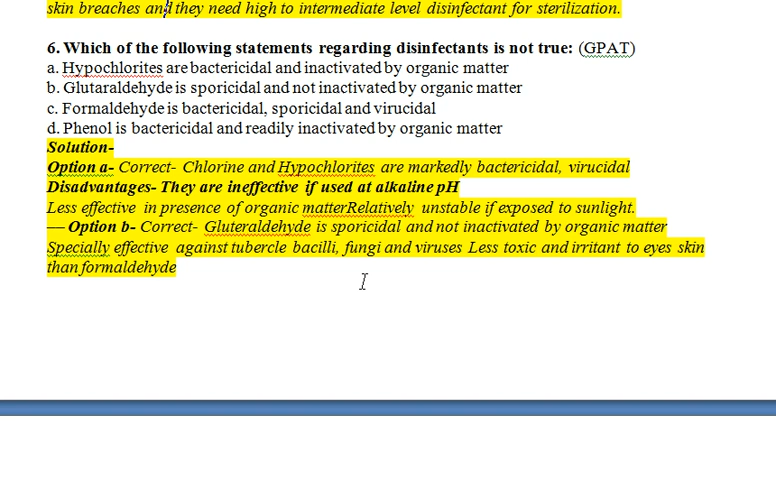 skin breaches and they need high to intermediate level disinfectant for sterilization.
6. Which of the following statements regarding disinfectants is not true: (GPAT)
a. Hypochlorites are bactericidal and inactivated by organic matter
b. Glutaraldehyde is sporicidal and not inactivated by organic matter
c. Formaldehyde is bactericidal, sporicidal and virucidal
d. Phenol is bactericidal and readily inactivated by organic matter
Solution-
Option a- Correct- Chlorine and Hypochlorites are markedly bactericidal, virucidal
Disadvantages- They are ineffective if used at alkaline pH
Less effective in presence of organic matterRelatively unstable if exposed to sunlight.
— Option b- Correct- Gluteraldehyde is sporicidal and not inactivated by organic matter
Specially effective against tubercle bacilli, fungi and viruses Less toxic and irritant to eyes skin
than formaldehyde